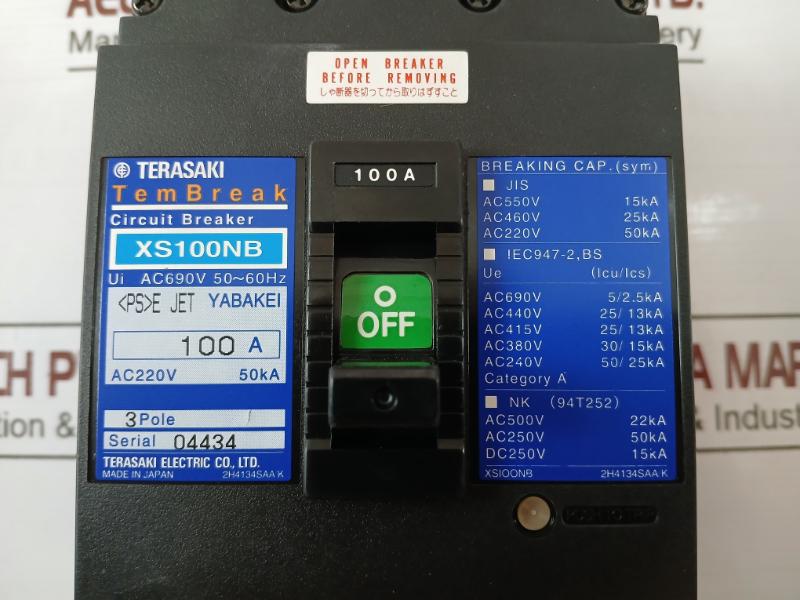 OPEN BREAKER
BEFORE REMOVING
しゃ断器を切ってから取りはずすこと
TERASAKI
TemBreak
Circuit Breaker
XS100NB
Ui AC690V 50~60Hz
<PS>E JET YABAKEI
100 A
AC220V 50kA
3Pole
Serial 04434
TERASAKI ELECTRIC CO., LTD.
MADE IN JAPAN 2H4134SAA/K
100A
OFF
BREAKING CAP.(sym)
JIS
AC550V 15kA
AC460V 25kA
AC220V 50kA
IEC947-2,BS
Ue (Icu/Ics)
AC690V 5/2.5kA
AC440V 25/13kA
AC415V 25/13kA
AC380V 30/15kA
AC240V 50/25kA
Category A
NK (94T252)
AC500V 22kA
AC250V 50kA
DC250V 15kA
XS100NB 2H4134SAA/K
PUSH TO TRIP